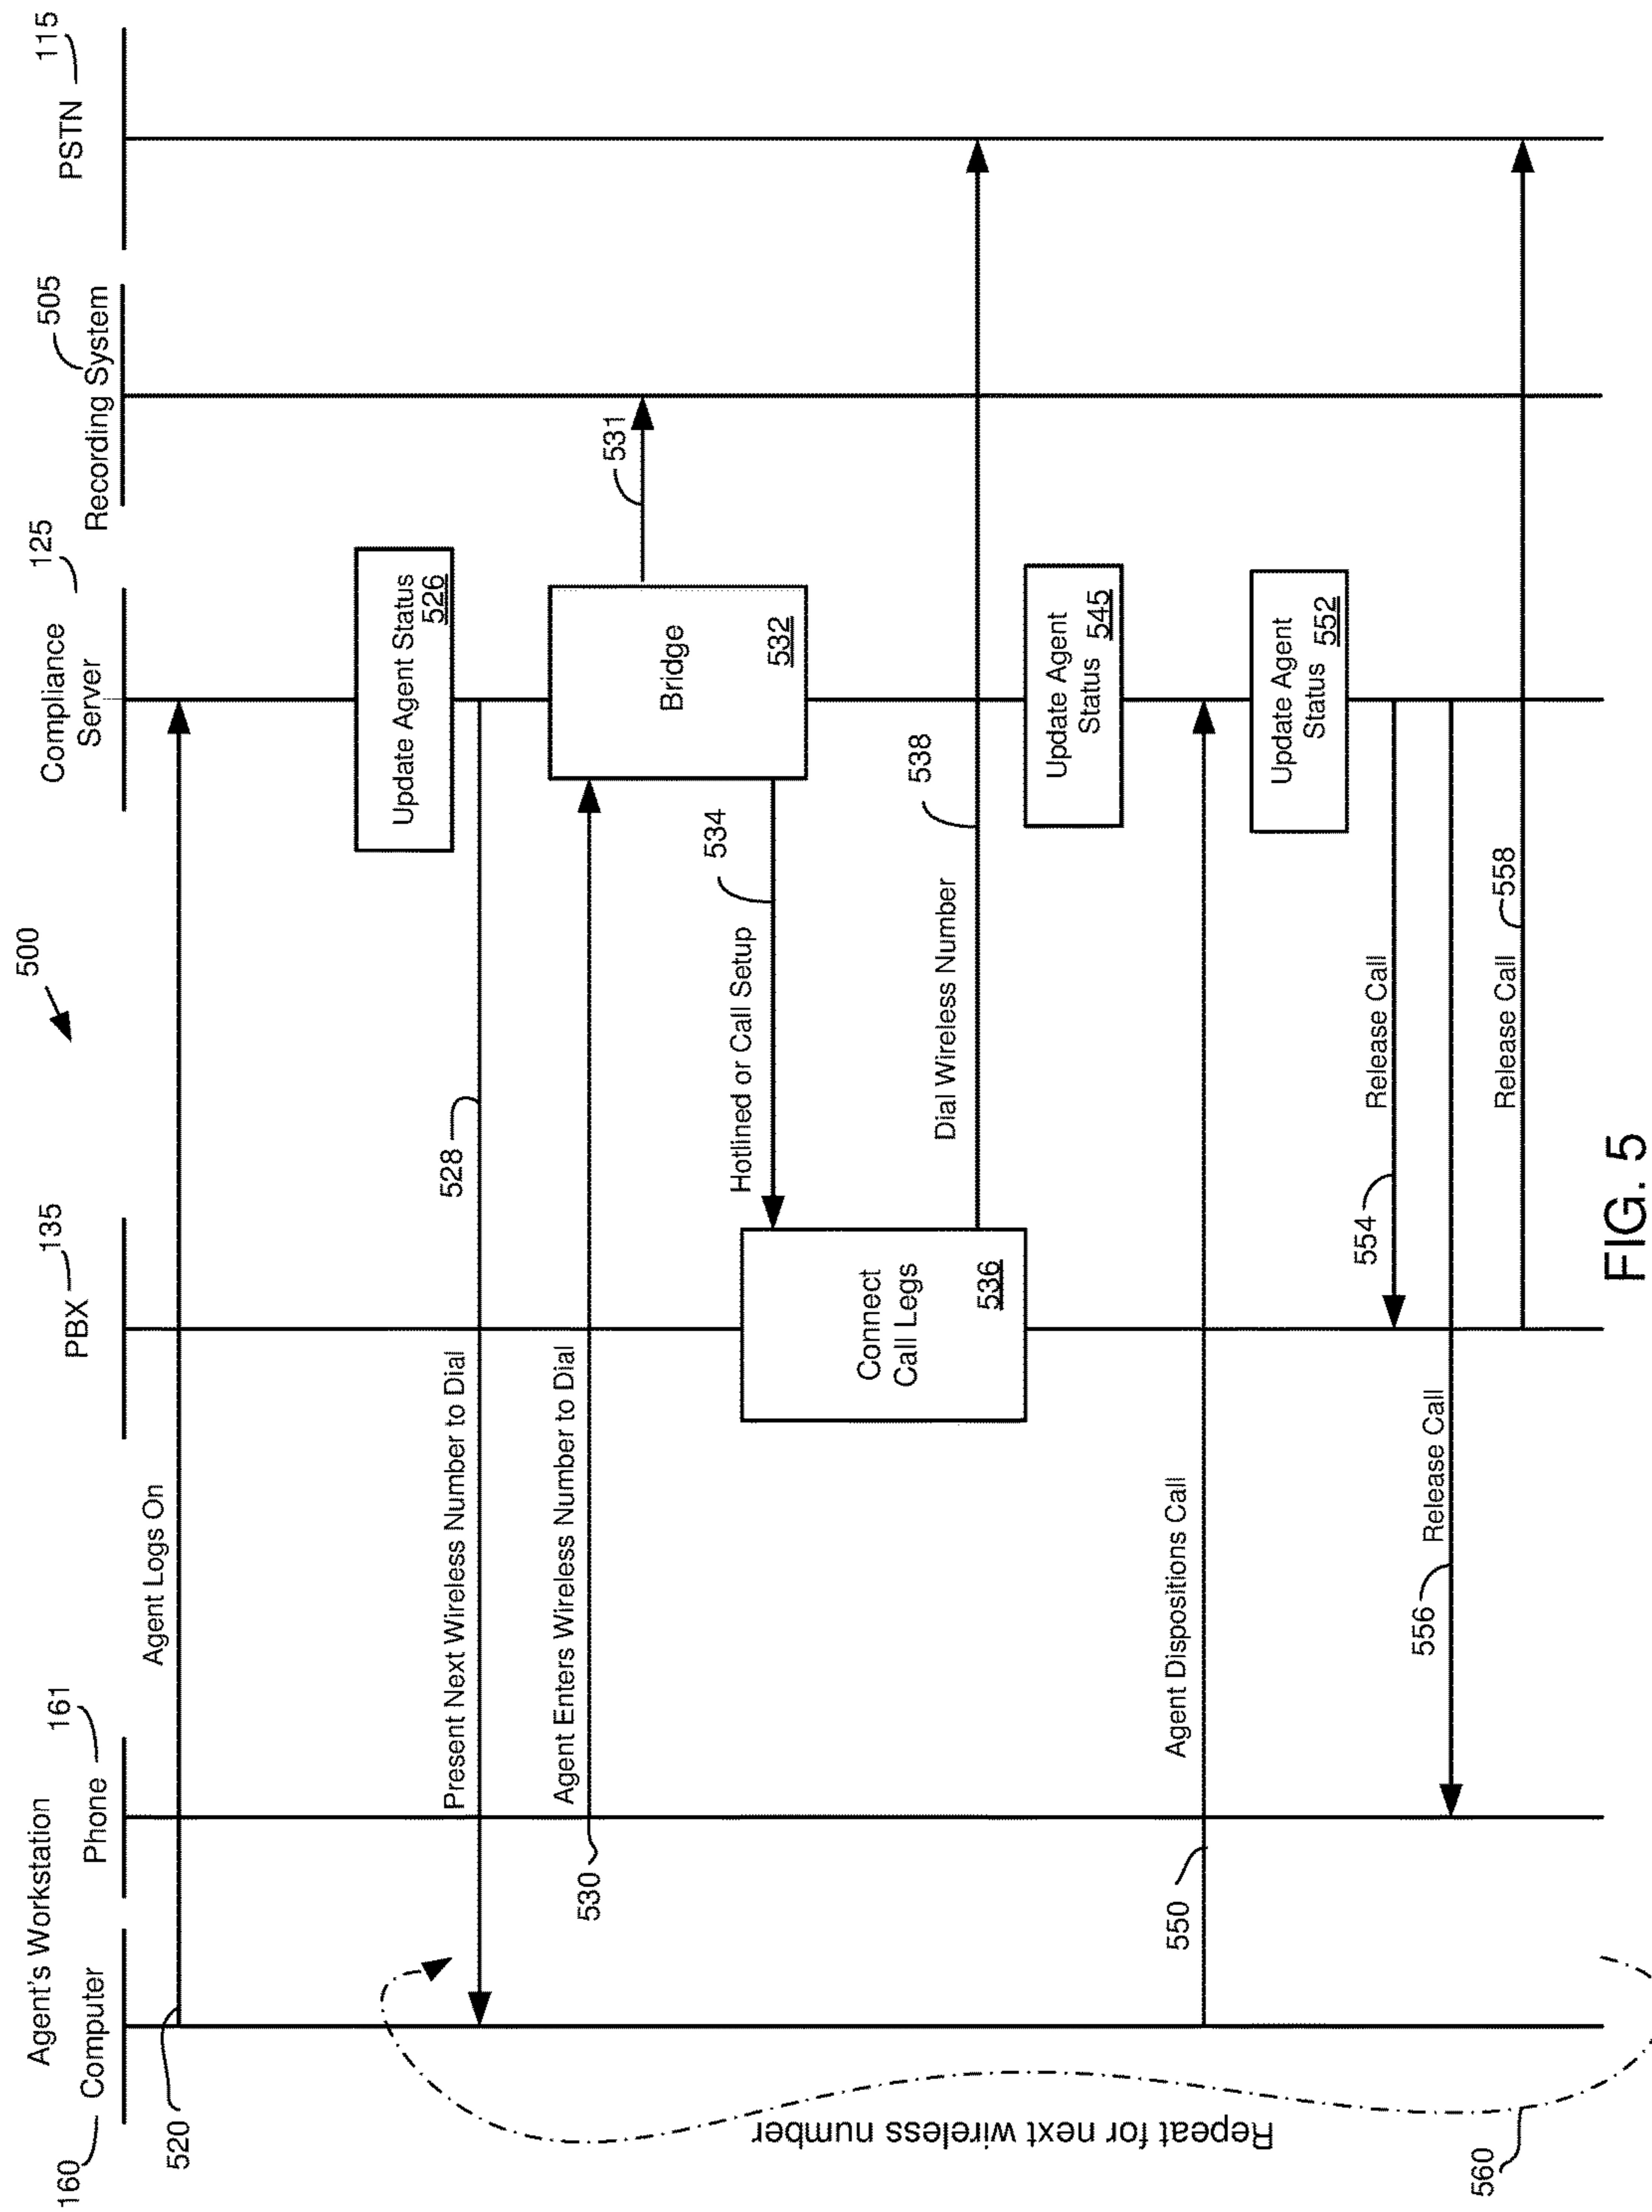 500
Agent's Workstation
160
Computer
Phone
161
PBX
135
Compliance
Server
125
Recording System
505
PSTN
115
520
Agent Logs On
Update Agent Status
526
Present Next Wireless Number to Dial
528
530
Agent Enters Wireless Number to Dial
Bridge
532
531
Hotlined or Call Setup
534
Connect
Call Legs
536
Dial Wireless Number
538
Update Agent
Status 545
550
Agent Dispositions Call
Update Agent
Status 552
554
Release Call
556
Release Call
Release Call
558
Repeat for next wireless number
560
FIG. 5